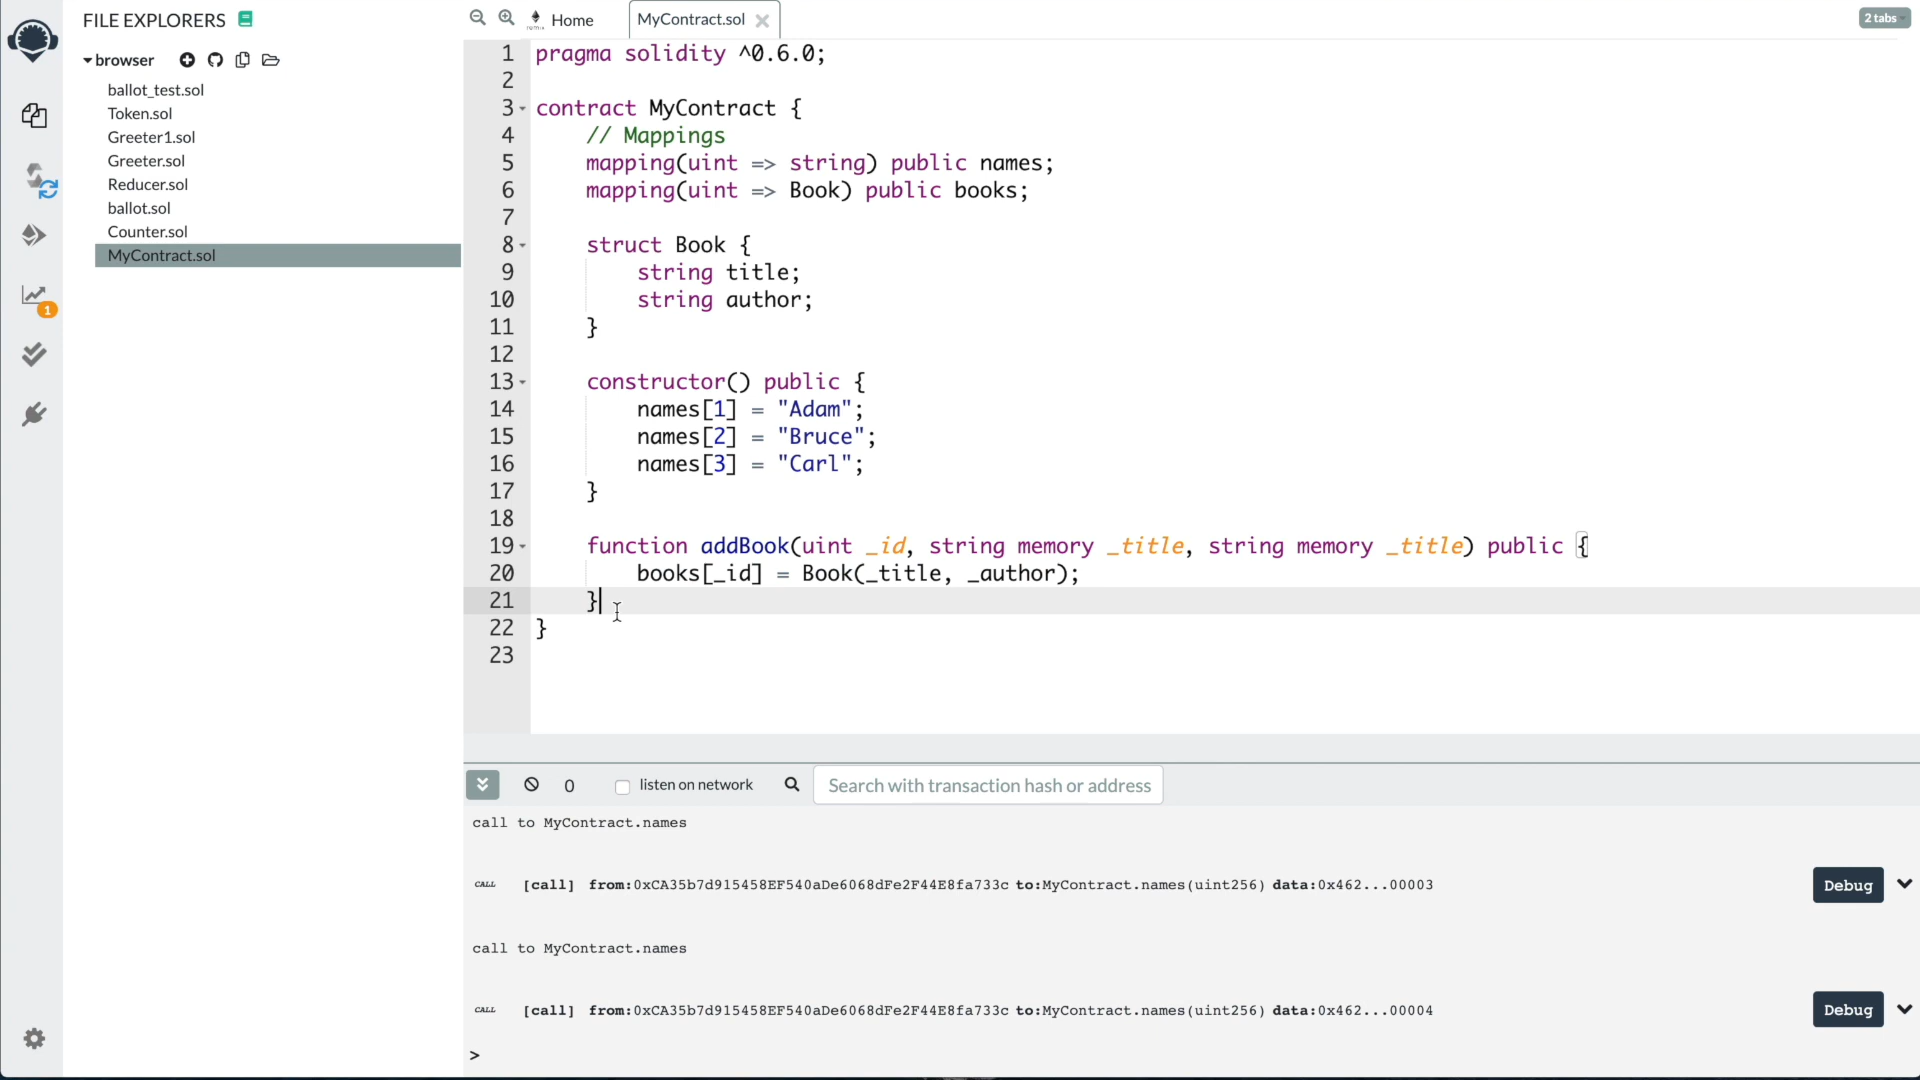 FILE EXPLORERS
browser
ballot_test.sol
Token.sol
Greeter1.sol
Greeter.sol
Reducer.sol
ballot.sol
Counter.sol
MyContract.sol
1
Home
MyContract.sol
2 tabs
1 pragma solidity ^0.6.0;
2
3 contract MyContract {
4 // Mappings
5 mapping(uint => string) public names;
6 mapping(uint => Book) public books;
7
8 struct Book {
9 string title;
10 string author;
11 }
12
13 constructor() public {
14 names[1] = "Adam";
15 names[2] = "Bruce";
16 names[3] = "Carl";
17 }
18
19 function addBook(uint _id, string memory _title, string memory _title) public {
20 books[_id] = Book(_title, _author);
21 }
22 }
23
0 listen on network Search with transaction hash or address
call to MyContract.names
CALL [call] from:0xCA35b7d915458EF540aDe6068dFe2F44E8fa733c to:MyContract.names(uint256) data:0x462...00003 Debug
call to MyContract.names
CALL [call] from:0xCA35b7d915458EF540aDe6068dFe2F44E8fa733c to:MyContract.names(uint256) data:0x462...00004 Debug
>